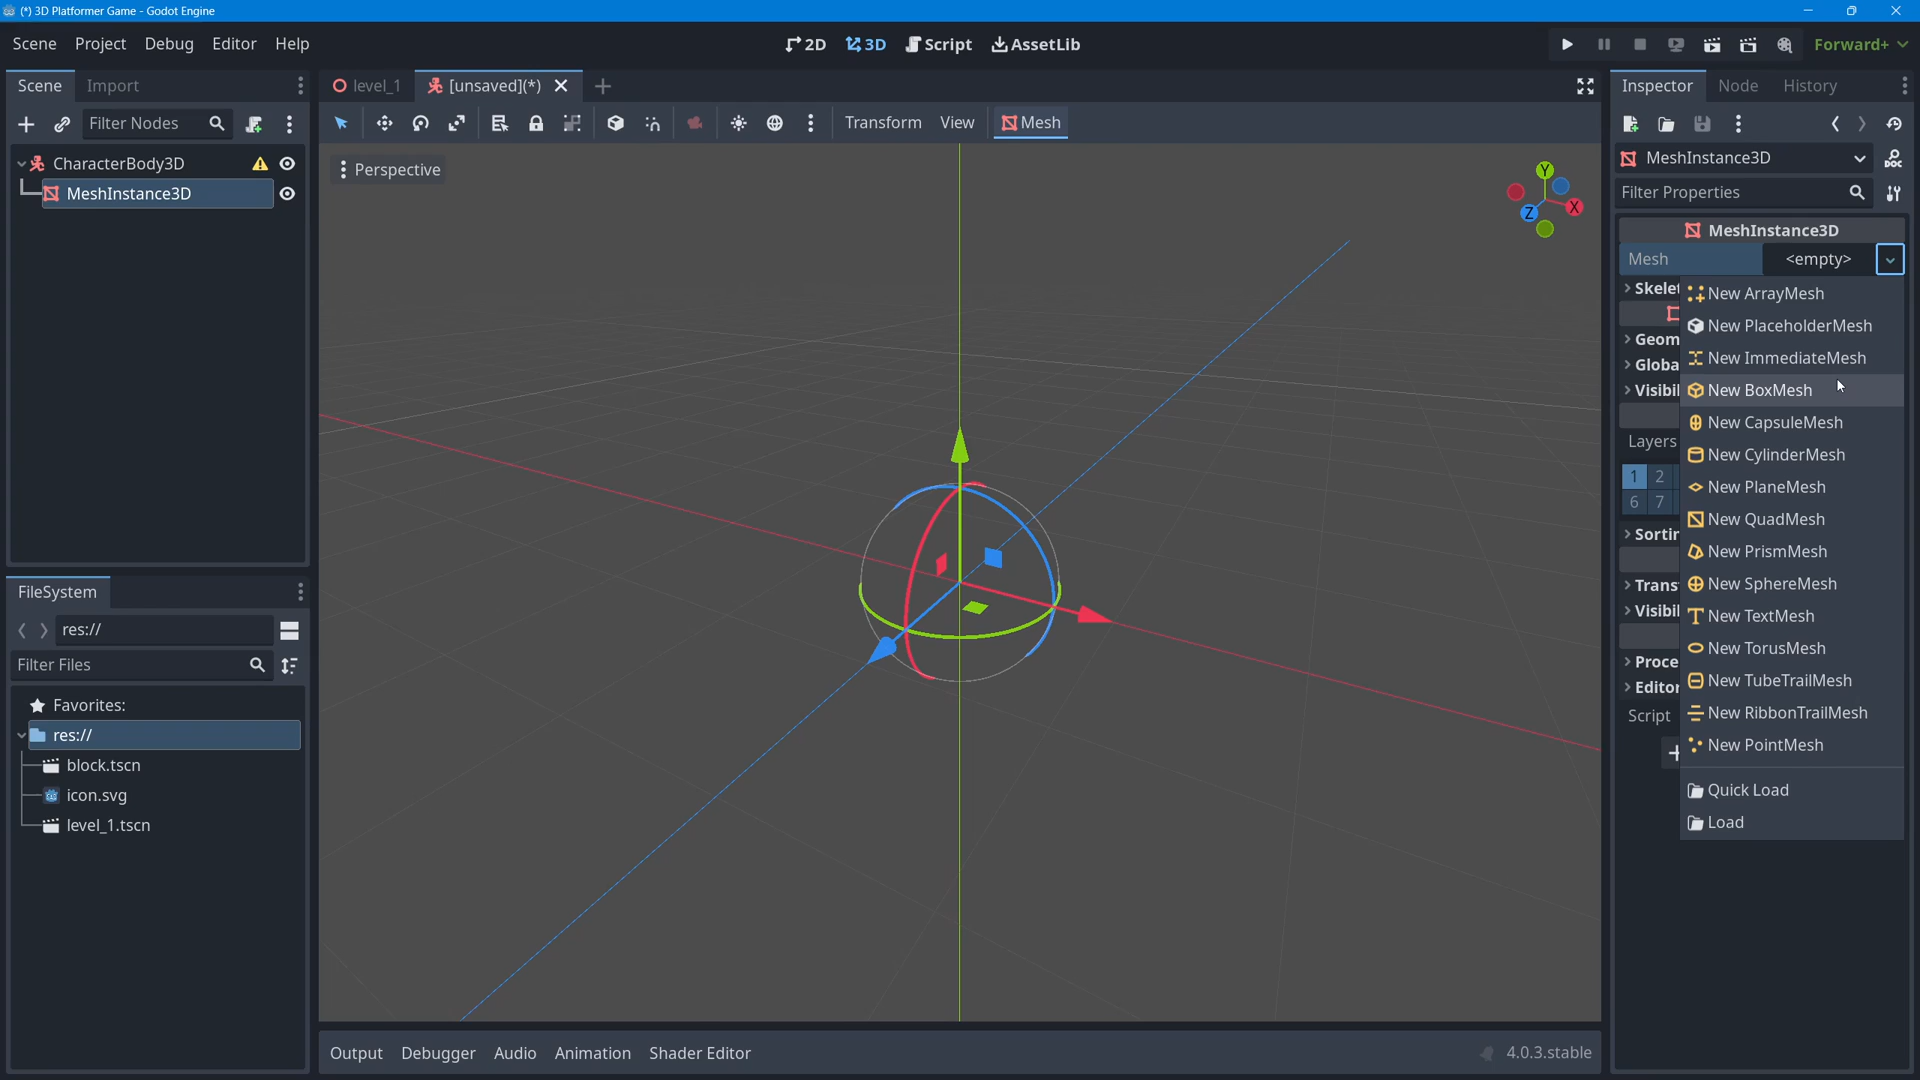 (*) 3D Platformer Game - Godot Engine
Scene Project Debug Editor Help
2D 3D Script AssetLib
Forward+
Scene Import
level_1 [unsaved](*)
Inspector Node History
Filter Nodes
Transform View Mesh
Perspective
CharacterBody3D
MeshInstance3D
Y
X
Z
MeshInstance3D
Filter Properties
MeshInstance3D
Mesh <empty>
New ArrayMesh
New PlaceholderMesh
New ImmediateMesh
New BoxMesh
New CapsuleMesh
New CylinderMesh
New PlaneMesh
New QuadMesh
New PrismMesh
New SphereMesh
New TextMesh
New TorusMesh
New TubeTrailMesh
New RibbonTrailMesh
New PointMesh
Quick Load
Load
Skelet
Geom
Globa
Visibil
Layers
1 2
6 7
Sortin
Transf
Visibil
Proce
Editor
Script
FileSystem
res://
Filter Files
Favorites:
res://
block.tscn
icon.svg
level_1.tscn
Output Debugger Audio Animation Shader Editor
4.0.3.stable